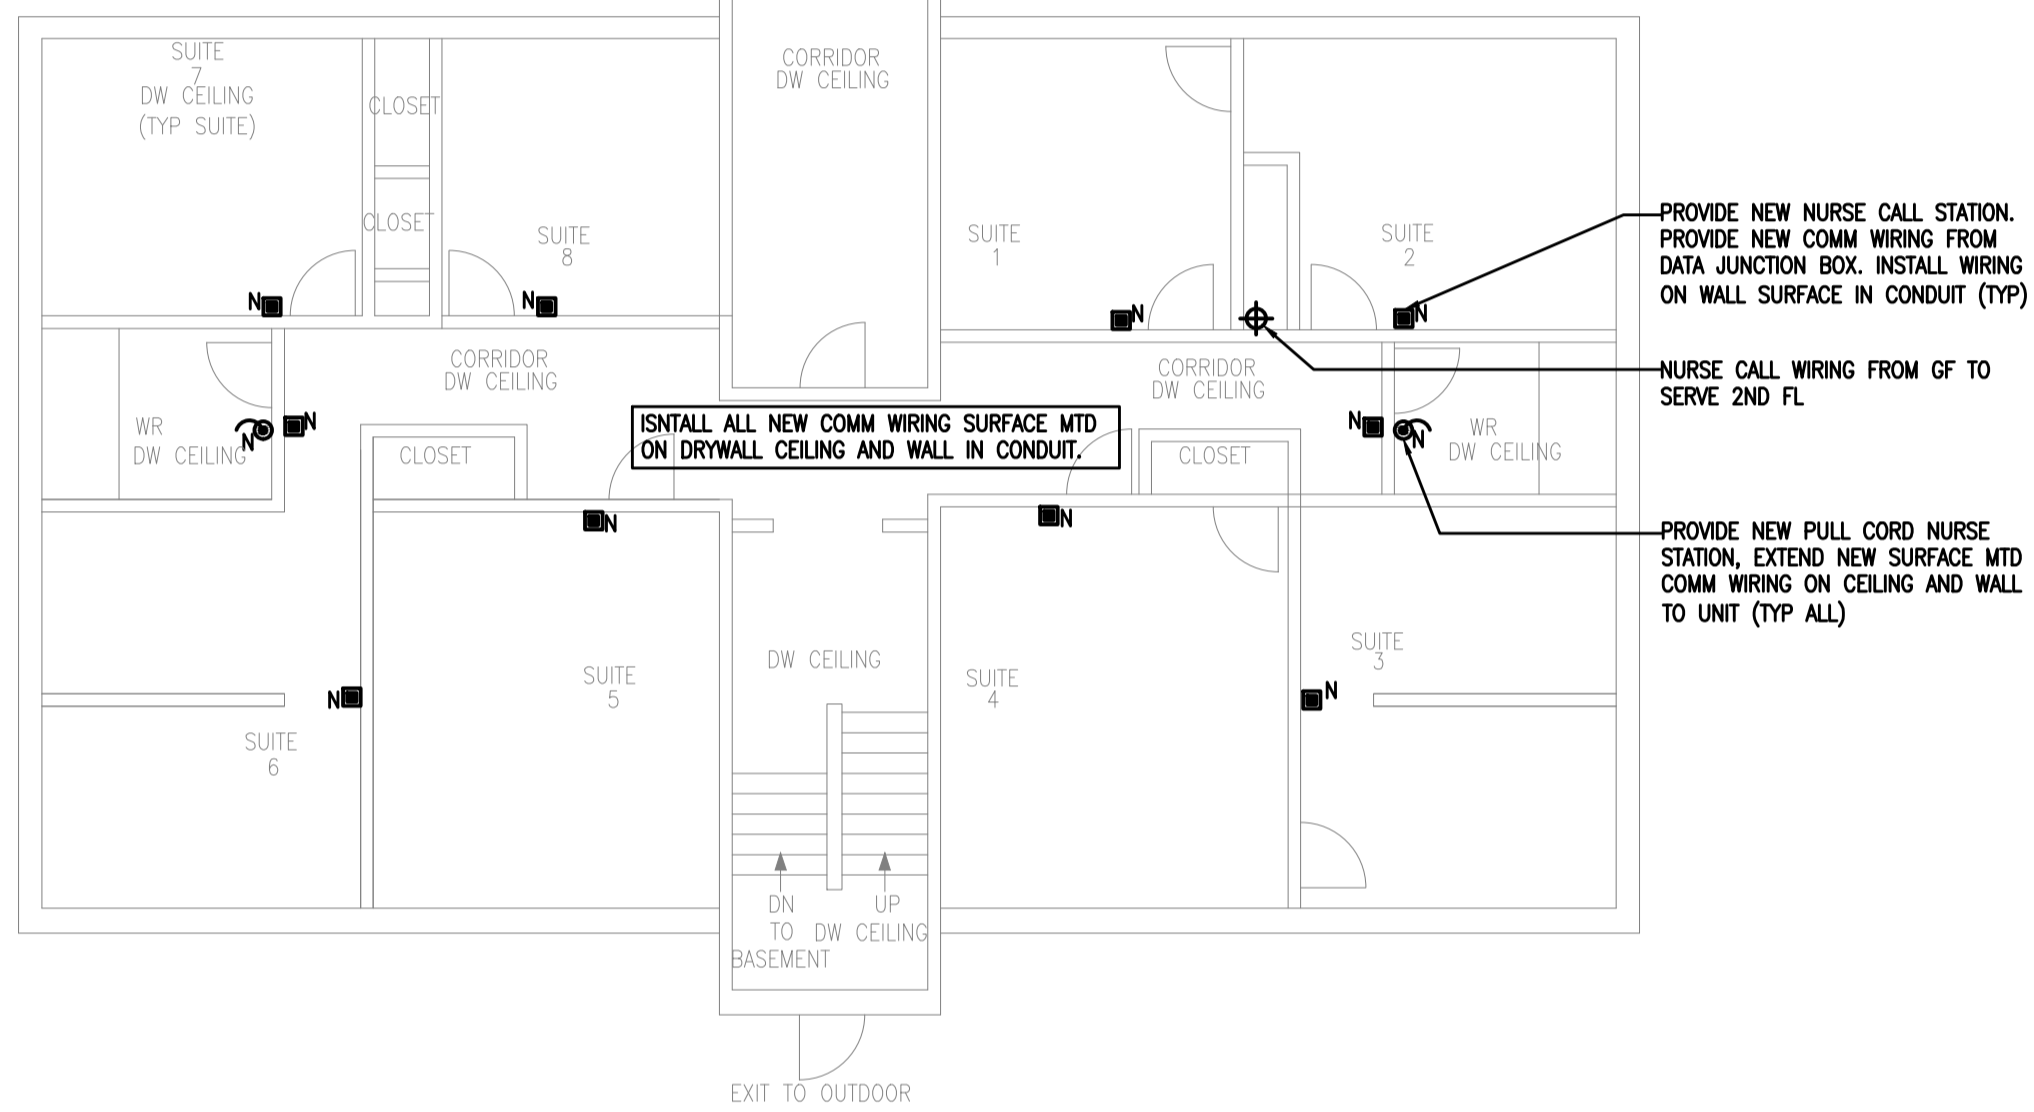 SUITE
7
DW CEILING
(TYP SUITE)
CLOSET
CLOSET
SUITE
8
CORRIDOR
DW CEILING
SUITE
1
SUITE
2
N
N
N
N
PROVIDE NEW NURSE CALL STATION.
PROVIDE NEW COMM WIRING FROM
DATA JUNCTION BOX. INSTALL WIRING
ON WALL SURFACE IN CONDUIT (TYP)
NURSE CALL WIRING FROM GF TO
SERVE 2ND FL
CORRIDOR
DW CEILING
CORRIDOR
DW CEILING
WR
DW CEILING
N
N
CLOSET
ISNTALL ALL NEW COMM WIRING SURFACE MTD
ON DRYWALL CEILING AND WALL IN CONDUIT.
CLOSET
N
N
WR
DW CEILING
N
N
PROVIDE NEW PULL CORD NURSE
STATION, EXTEND NEW SURFACE MTD
COMM WIRING ON CEILING AND WALL
TO UNIT (TYP ALL)
DW CEILING
SUITE
5
SUITE
4
SUITE
3
N
N
SUITE
6
DN
TO
BASEMENT
UP
DW CEILING
EXIT TO OUTDOOR